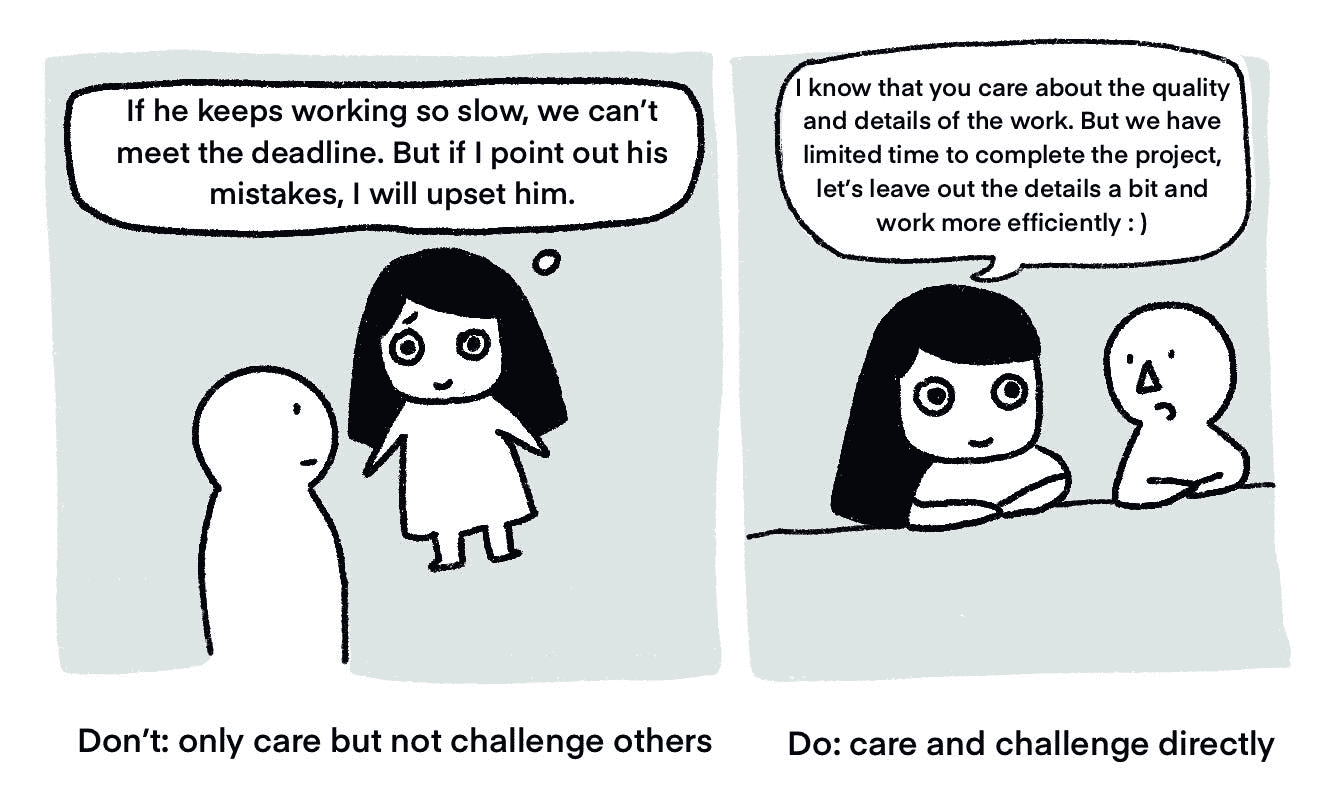 If he keeps working so slow, we can't
meet the deadline. But if I point out his
mistakes, I will upset him.
I know that you care about the quality
and details of the work. But we have
limited time to complete the project,
let's leave out the details a bit and
work more efficiently : )
Don't: only care but not challenge others
Do: care and challenge directly